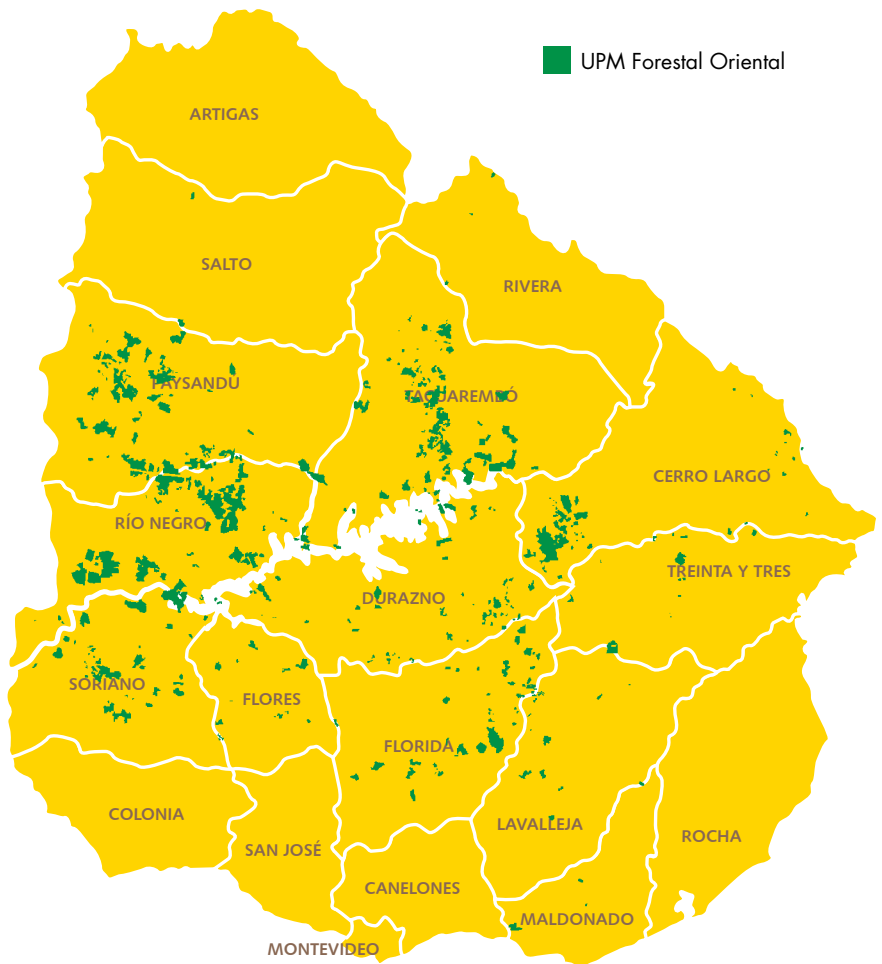 UPM Forestal Oriental
ARTIGAS
SALTO
RIVERA
PAYSANDU
TACUAREMBÓ
CERRO LARGO
RÍO NEGRO
TREINTA Y TRES
DURAZNO
SORIANO
FLORES
FLORIDA
COLONIA
LAVALLEJA
ROCHA
SAN JOSÉ
CANELONES
MALDONADO
MONTEVIDEO